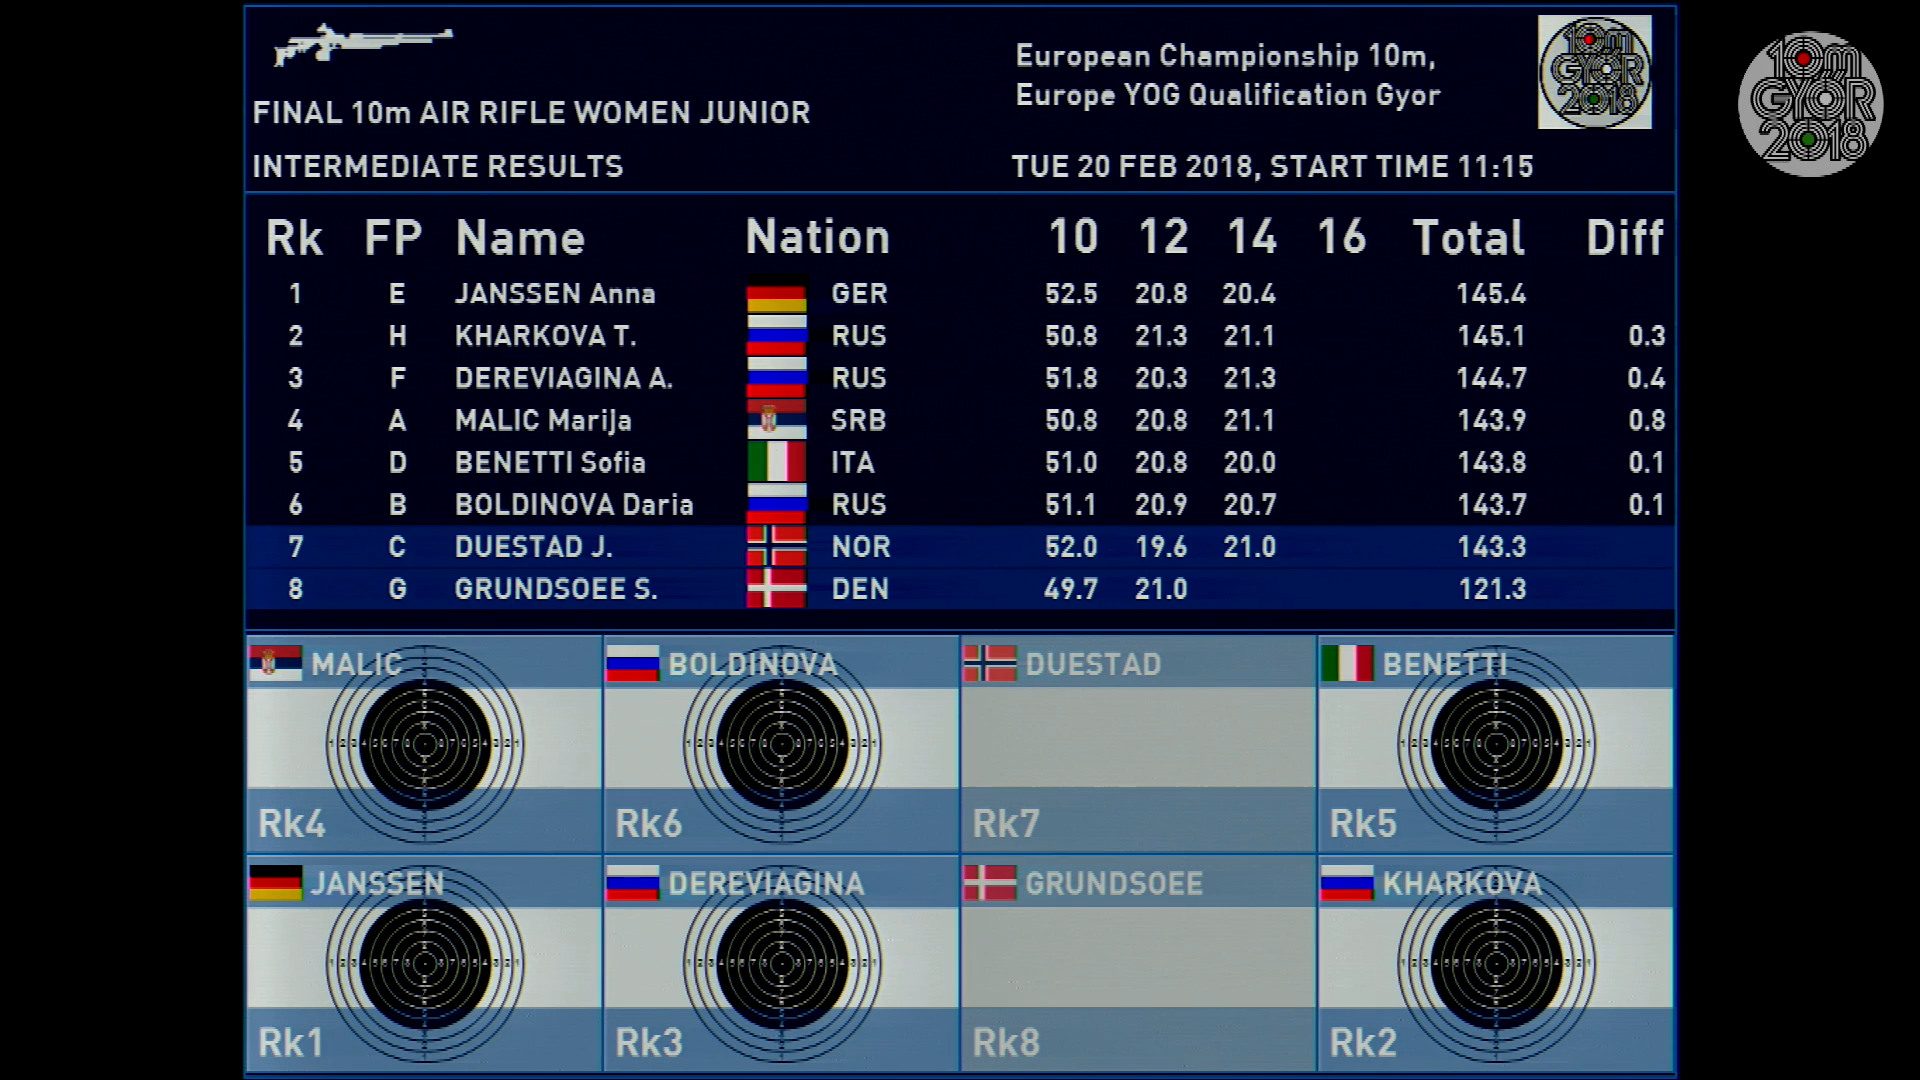 FINAL 10m AIR RIFLE WOMEN JUNIOR
INTERMEDIATE RESULTS
European Championship 10m,
Europe YOG Qualification Gyor
TUE 20 FEB 2018, START TIME 11:15
10m
GYŐR
2018
10m
GYŐR
2018
Rk FP Name Nation 10 12 14 16 Total Diff
1 E JANSSEN Anna GER 52.5 20.8 20.4 145.4
2 H KHARKOVA T. RUS 50.8 21.3 21.1 145.1 0.3
3 F DEREVIAGINA A. RUS 51.8 20.3 21.3 144.7 0.4
4 A MALIC Marija SRB 50.8 20.8 21.1 143.9 0.8
5 D BENETTI Sofia ITA 51.0 20.8 20.0 143.8 0.1
6 B BOLDINOVA Daria RUS 51.1 20.9 20.7 143.7 0.1
7 C DUESTAD J. NOR 52.0 19.6 21.0 143.3
8 G GRUNDSOEE S. DEN 49.7 21.0 121.3
MALIC
Rk4
BOLDINOVA
Rk6
DUESTAD
Rk7
BENETTI
Rk5
JANSSEN
Rk1
DEREVIAGINA
Rk3
GRUNDSOEE
Rk8
KHARKOVA
Rk2